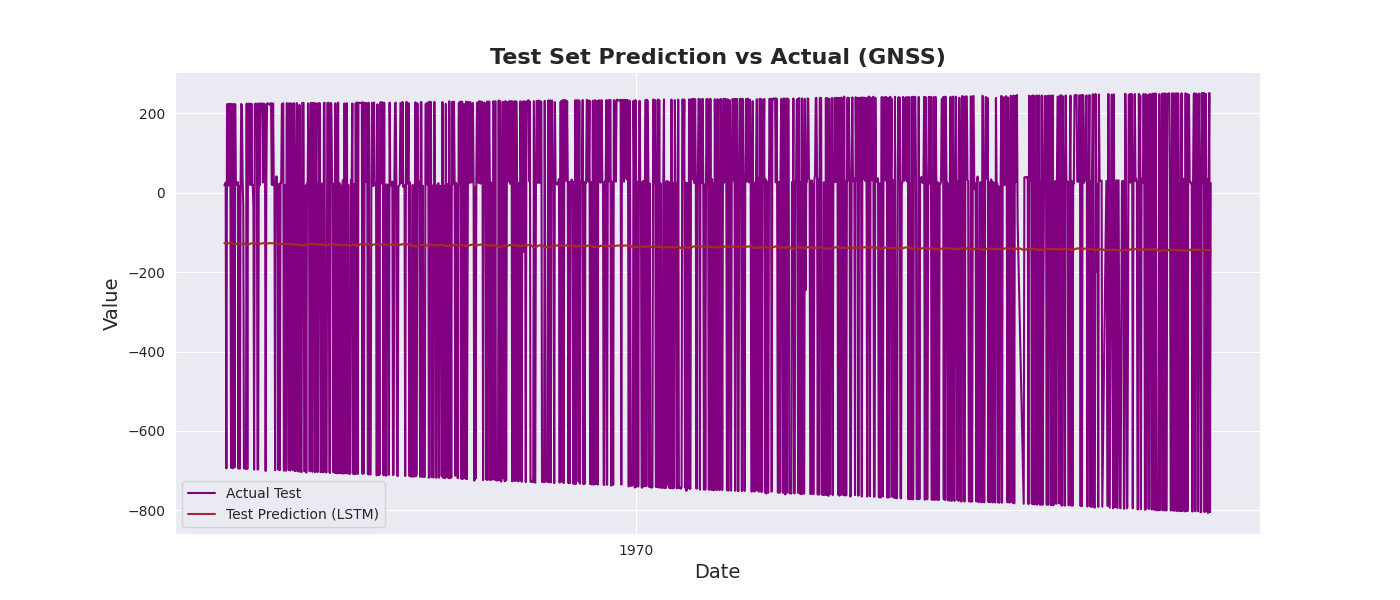 Test Set Prediction vs Actual (GNSS)
Value
200
0
−200
−400
−600
−800
Actual Test
Test Prediction (LSTM)
1970
Date